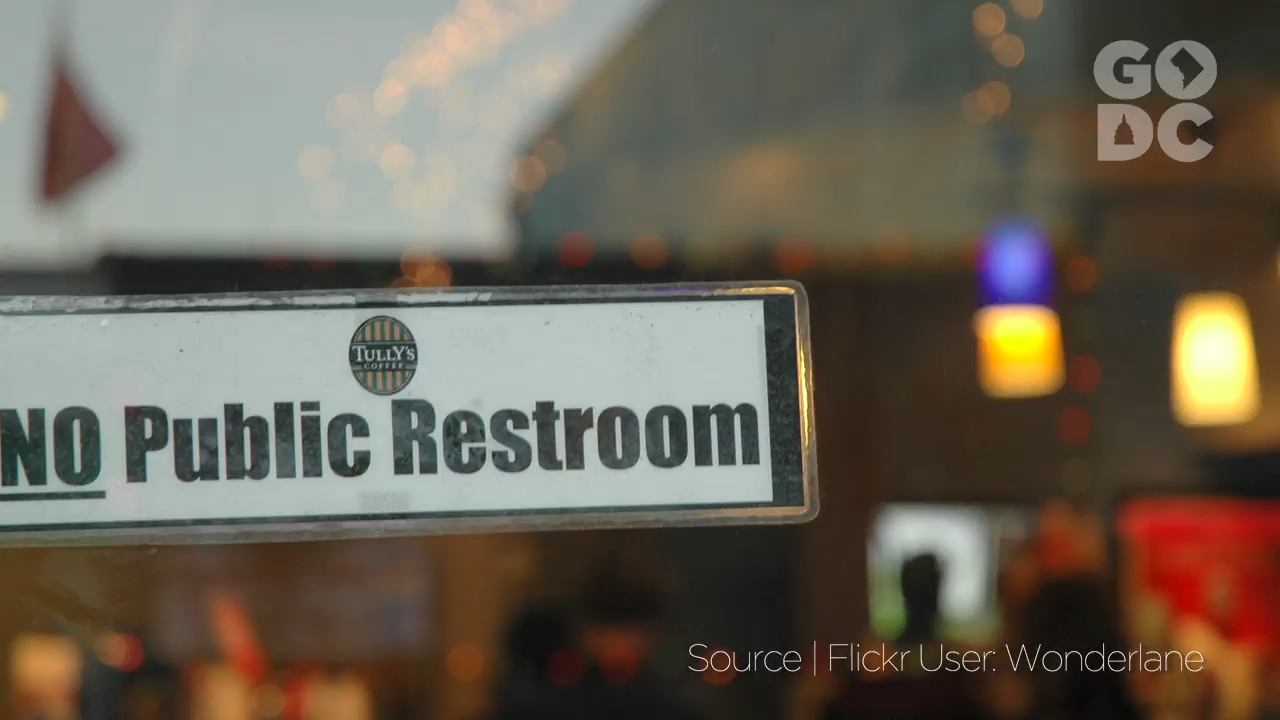 GO
DC
TULLY'S
COFFEE
NO Public Restroom
Source | Flickr User: Wonderlane